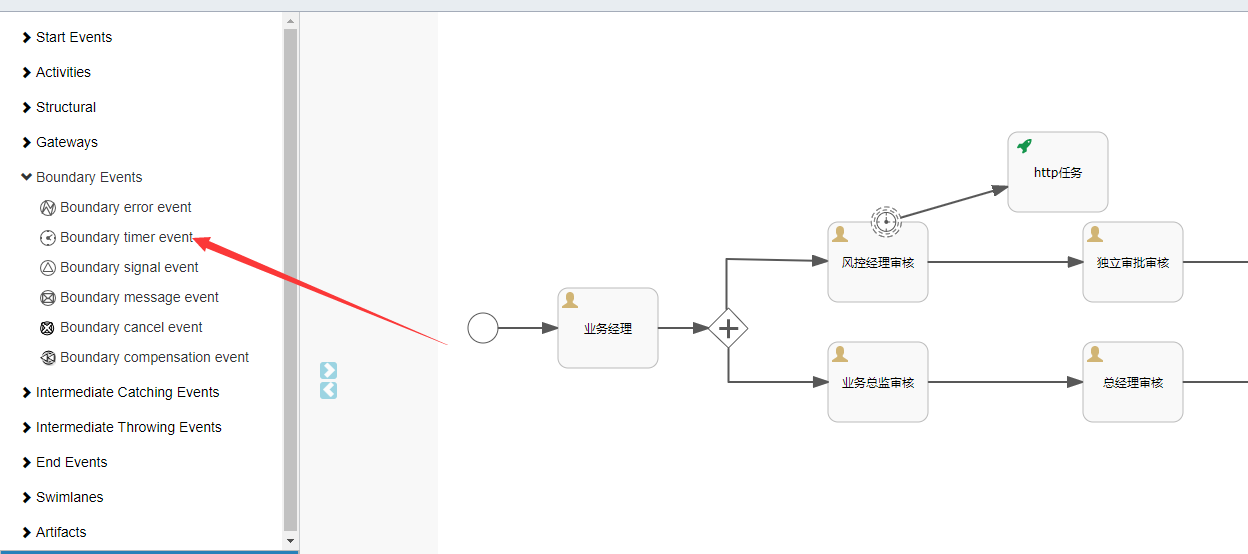 Start Events
Activities
Structural
Gateways
Boundary Events
Boundary error event
Boundary timer event
Boundary signal event
Boundary message event
Boundary cancel event
Boundary compensation event
Intermediate Catching Events
Intermediate Throwing Events
End Events
Swimlanes
Artifacts
http任务
风控经理审核
独立审批审核
业务经理
业务总监审核
总经理审核